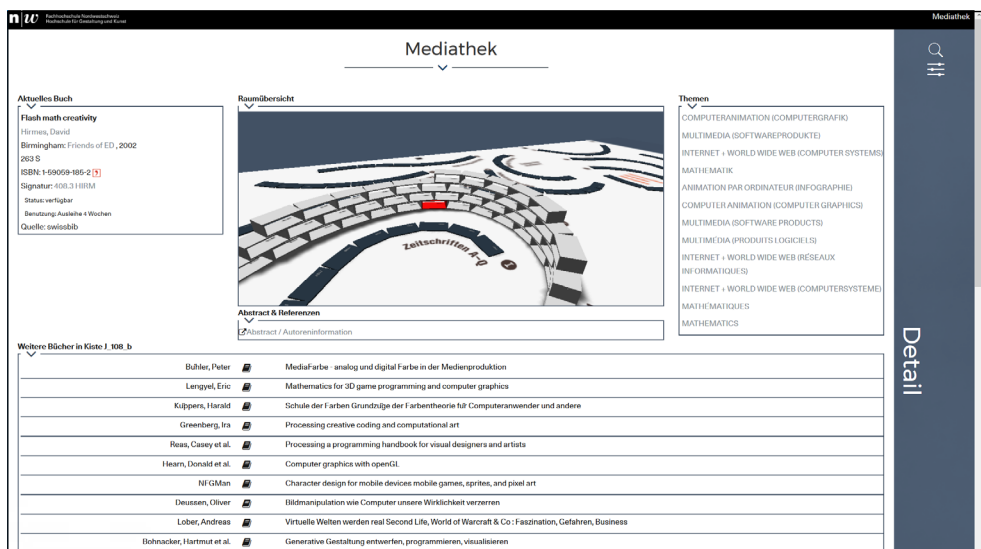 n|w Fachhochschule Nordwestschweiz
Hochschule für Gestaltung und Kunst
Mediathek
Mediathek
Aktuelles Buch
Flash math creativity
Hirmes, David
Birmingham: Friends of ED , 2002
263 S
ISBN: 1-59059-185-2
Signatur: 408.3 HIRM
Status: verfügbar
Benutzung: Ausleihe 4 Wochen
Quelle: swissbib
Raumübersicht
Zeitschriften A-Q
Abstract & Referenzen
Abstract / Autoreninformation
Themen
COMPUTERANIMATION (COMPUTERGRAFIK)
MULTIMEDIA (SOFTWAREPRODUKTE)
INTERNET + WORLD WIDE WEB (COMPUTER SYSTEMS)
MATHEMATIK
ANIMATION PAR ORDINATEUR (INFOGRAPHIE)
COMPUTER ANIMATION (COMPUTER GRAPHICS)
MULTIMEDIA (SOFTWARE PRODUCTS)
MULTIMEDIA (PRODUITS LOGICIELS)
INTERNET + WORLD WIDE WEB (RÉSEAUX
INFORMATIQUES)
INTERNET + WORLD WIDE WEB (COMPUTERSYSTEME)
MATHÉMATIQUES
MATHEMATICS
Detail
Weitere Bücher in Kiste J_108_b
Bühler, Peter MediaFarbe - analog und digital Farbe in der Medienproduktion
Lengyel, Eric Mathematics for 3D game programming and computer graphics
Küppers, Harald Schule der Farben Grundzüge der Farbentheorie für Computeranwender und andere
Greenberg, Ira Processing creative coding and computational art
Reas, Casey et al. Processing a programming handbook for visual designers and artists
Hearn, Donald et al. Computer graphics with openGL
NFGMan Character design for mobile devices mobile games, sprites, and pixel art
Deussen, Oliver Bildmanipulation wie Computer unsere Wirklichkeit verzerren
Lober, Andreas Virtuelle Welten werden real Second Life, World of Warcraft & Co : Faszination, Gefahren, Business
Bohnacker, Hartmut et al. Generative Gestaltung entwerfen, programmieren, visualisieren